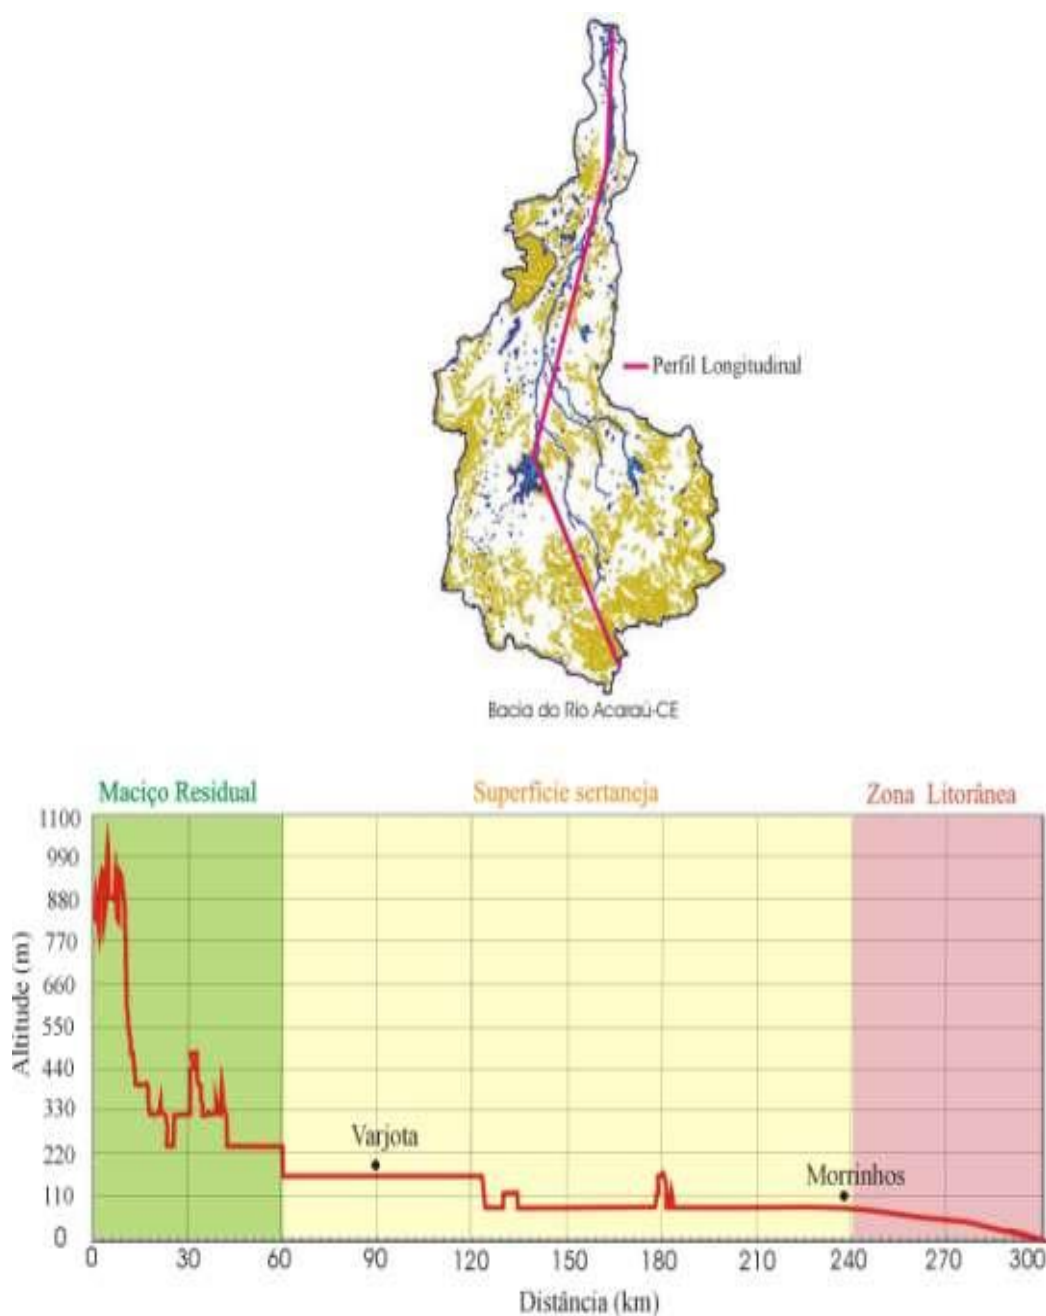 Perfil Longitudinal
Bacia do Rio Acaraú-CE
Maciço Residual
Superfície sertaneja
Zona Litorânea
1100
990
880
770
660
550
440
330
220
110
0
Altitude (m)
Varjota
Morrinhos
0 30 60 90 120 150 180 210 240 270 300
Distância (km)